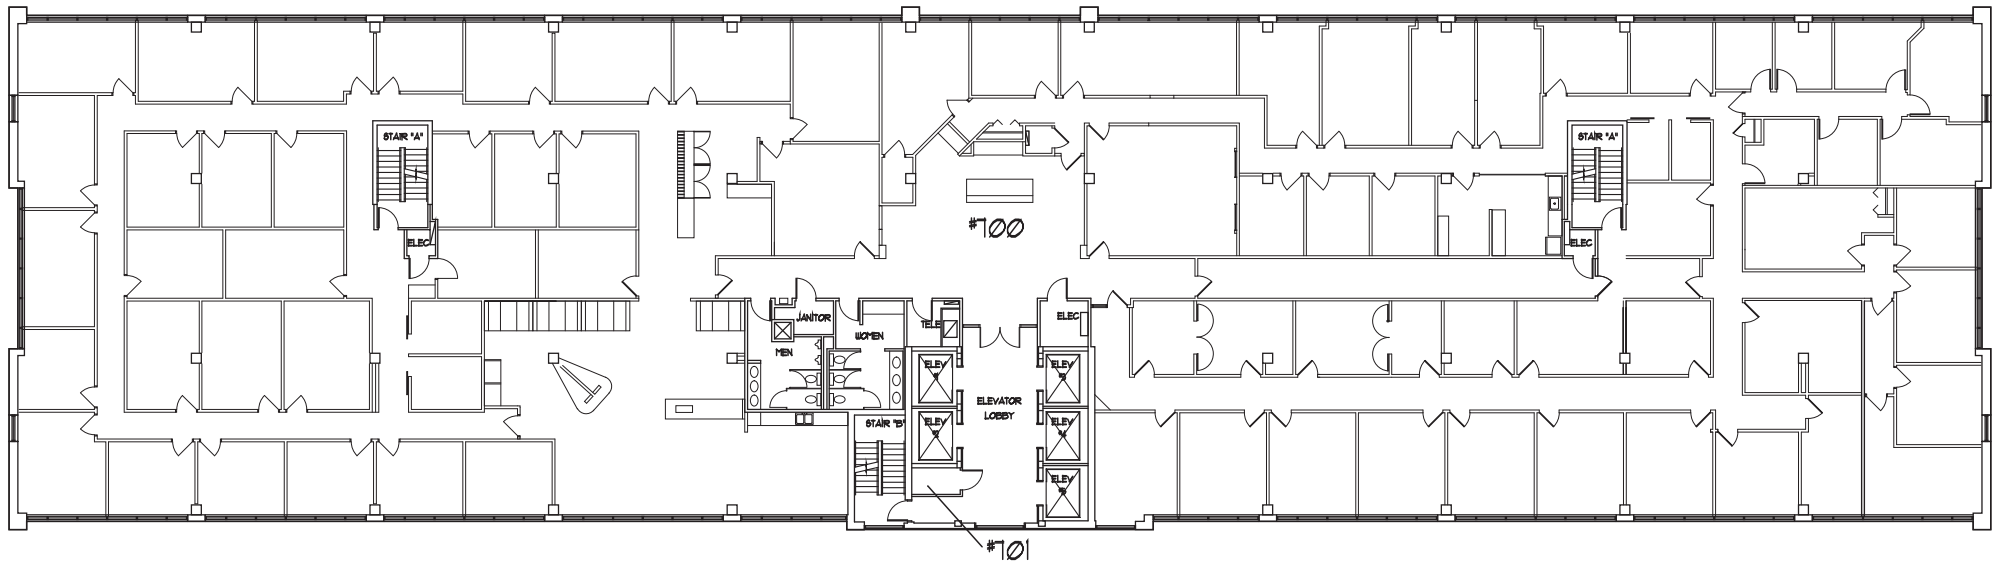 STAIR "A"
STAIR "A"
#700
ELEC
ELEC
JANITOR
TELE
ELEC
WOMEN
MEN
ELEV
ELEV
ELEVATOR
LOBBY
STAIR "B"
ELEV
ELEV
ELEV
#701